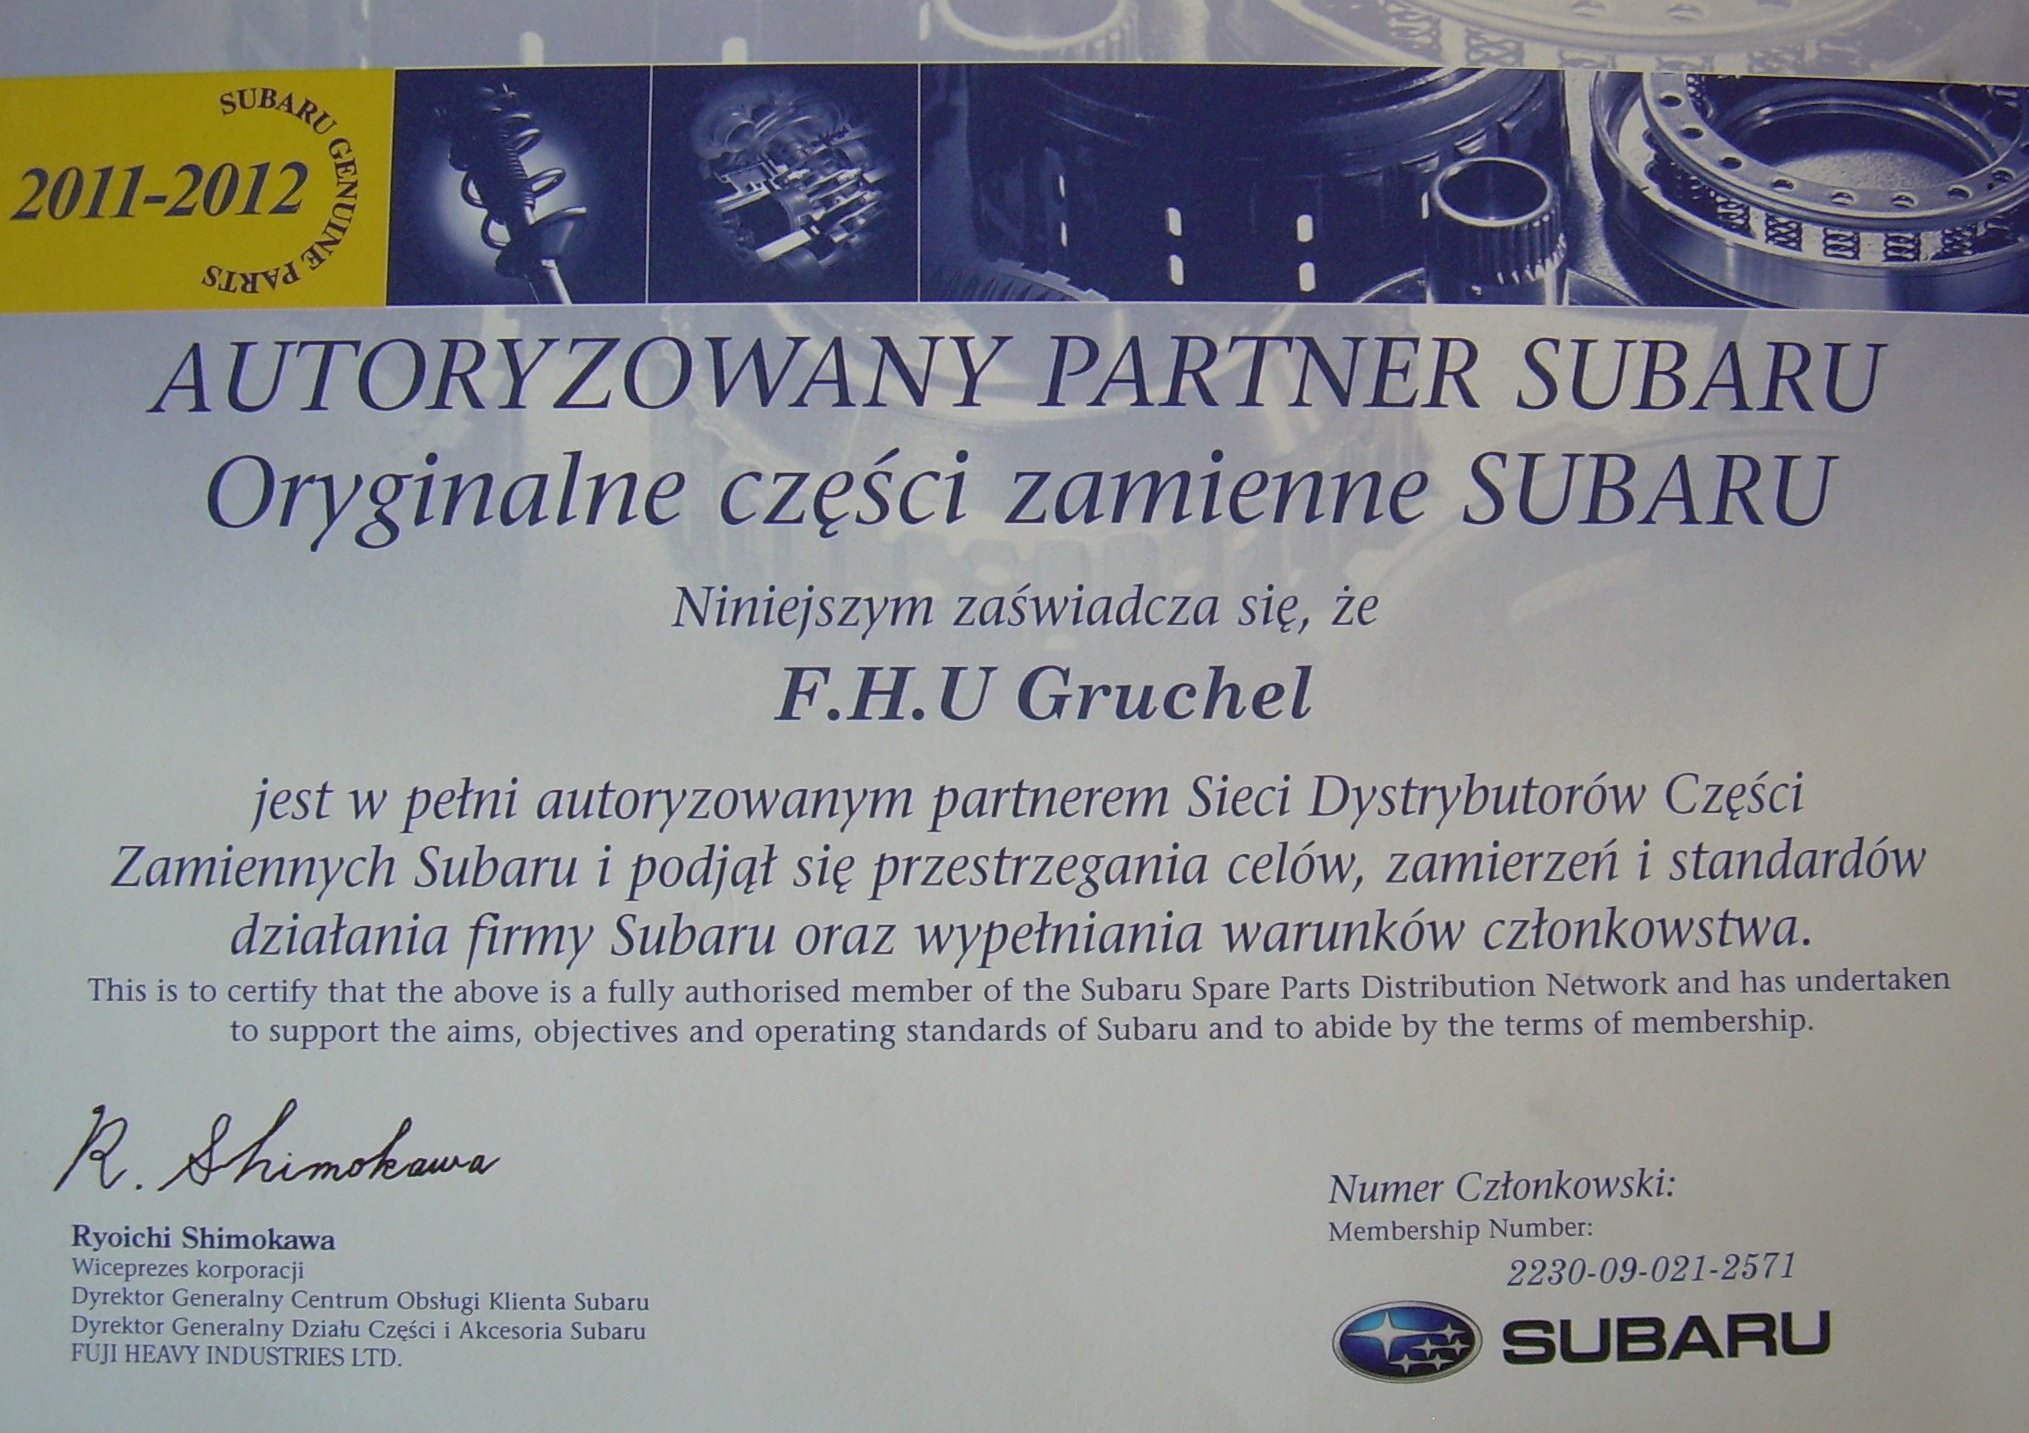 SUBARU GENUINE PARTS
2011-2012
AUTORYZOWANY PARTNER SUBARU
Oryginalne części zamienne SUBARU
Niniejszym zaświadcza się, że
F.H.U Gruchel
jest w pełni autoryzowanym partnerem Sieci Dystrybutorów Części
Zamiennych Subaru i podjął się przestrzegania celów, zamierzeń i standardów
działania firmy Subaru oraz wypełniania warunków członkowstwa.
This is to certify that the above is a fully authorised member of the Subaru Spare Parts Distribution Network and has undertaken
to support the aims, objectives and operating standards of Subaru and to abide by the terms of membership.
R. Shimokawa
Ryoichi Shimokawa
Wiceprezes korporacji
Dyrektor Generalny Centrum Obsługi Klienta Subaru
Dyrektor Generalny Działu Części i Akcesoria Subaru
FUJI HEAVY INDUSTRIES LTD.
Numer Członkowski:
Membership Number:
2230-09-021-2571
SUBARU